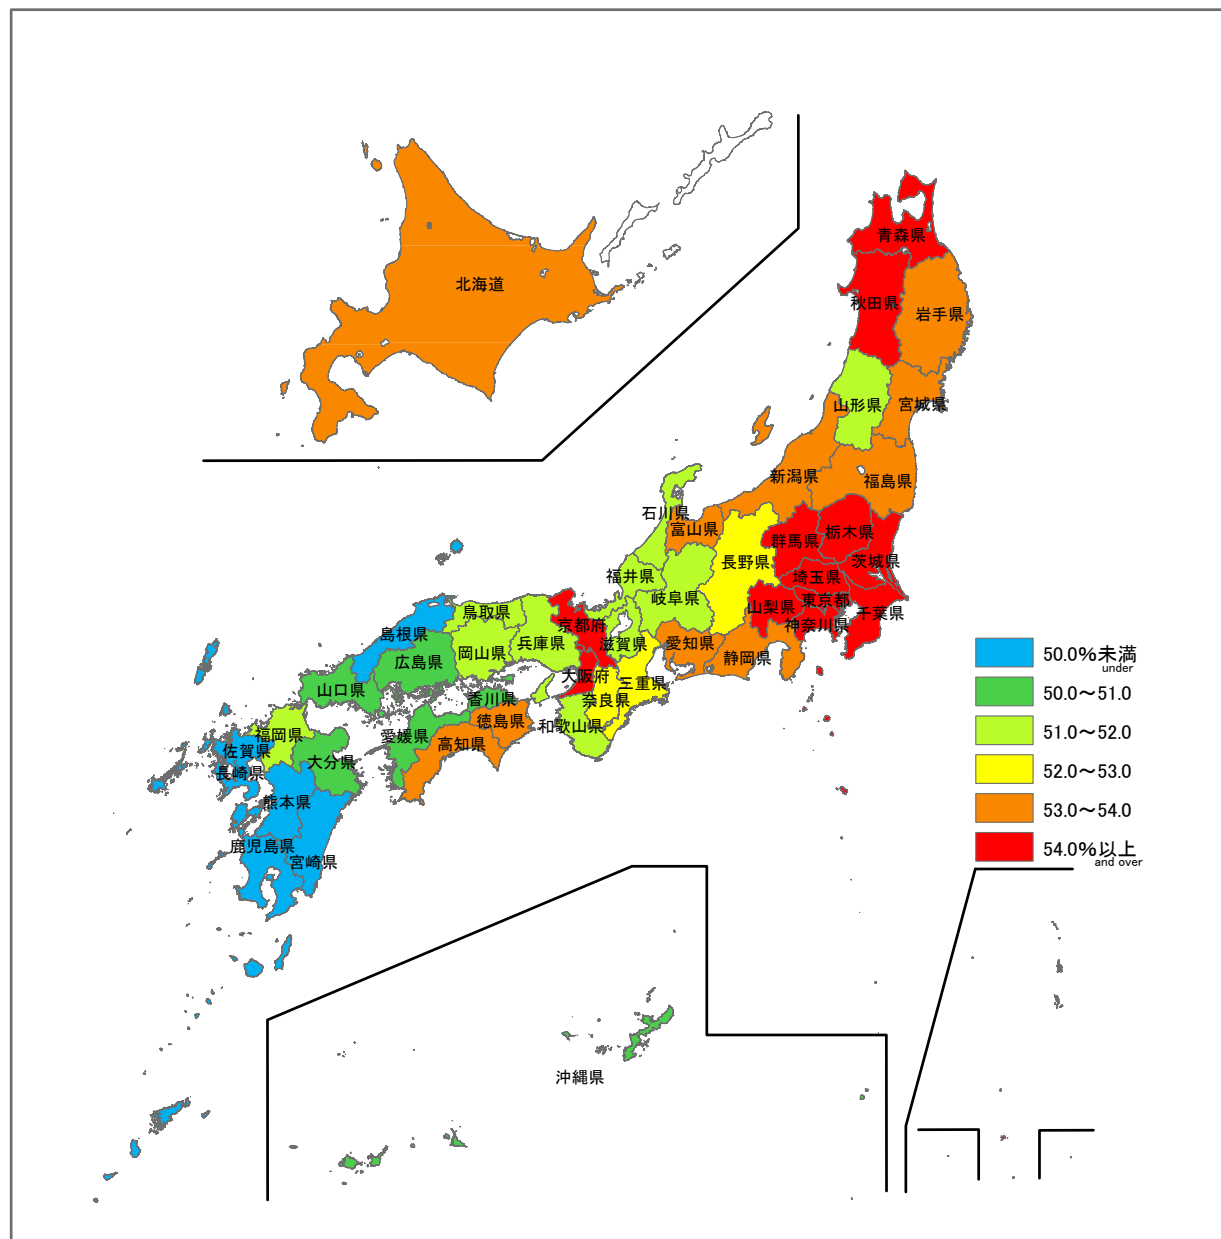 北海道
青森県
秋田県
岩手県
山形県
宮城県
新潟県
福島県
石川県
富山県
群馬県
栃木県
長野県
茨城県
福井県
埼玉県
岐阜県
山梨県
東京都
千葉県
神奈川県
鳥取県
京都府
島根県
兵庫県
滋賀県
愛知県
岡山県
広島県
静岡県
大阪府
三重県
山口県
香川県
奈良県
徳島県
和歌山県
福岡県
愛媛県
高知県
佐賀県
大分県
長崎県
熊本県
鹿児島県
宮崎県
沖縄県
50.0%未満
under
50.0～51.0
51.0～52.0
52.0～53.0
53.0～54.0
54.0%以上
and over